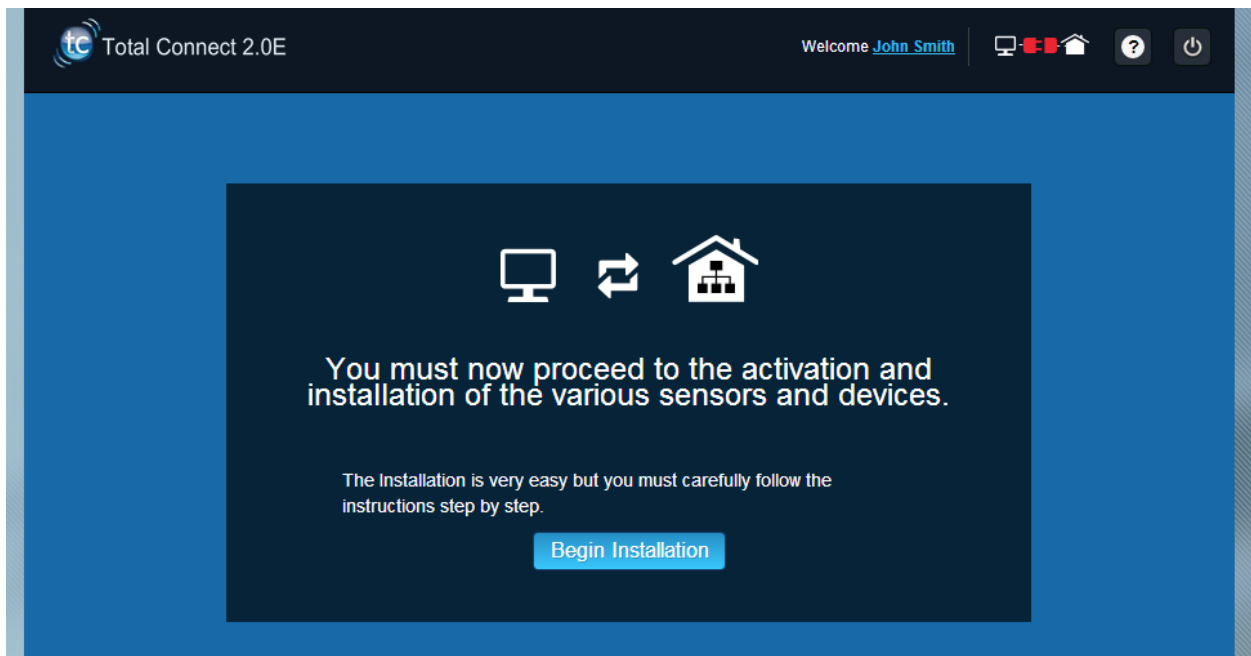 tc Total Connect 2.0E
Welcome John Smith
?
You must now proceed to the activation and
installation of the various sensors and devices.
The Installation is very easy but you must carefully follow the
instructions step by step.
Begin Installation